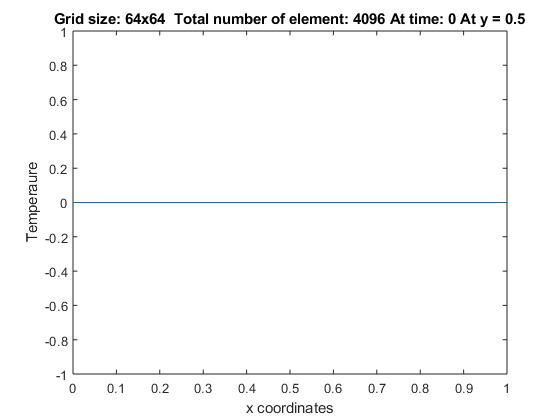 Grid size: 64x64  Total number of element: 4096 At time: 0 At y = 0.5
1
0.8
0.6
0.4
0.2
0
-0.2
-0.4
-0.6
-0.8
-1
Temperaure
0 0.1 0.2 0.3 0.4 0.5 0.6 0.7 0.8 0.9 1
x coordinates